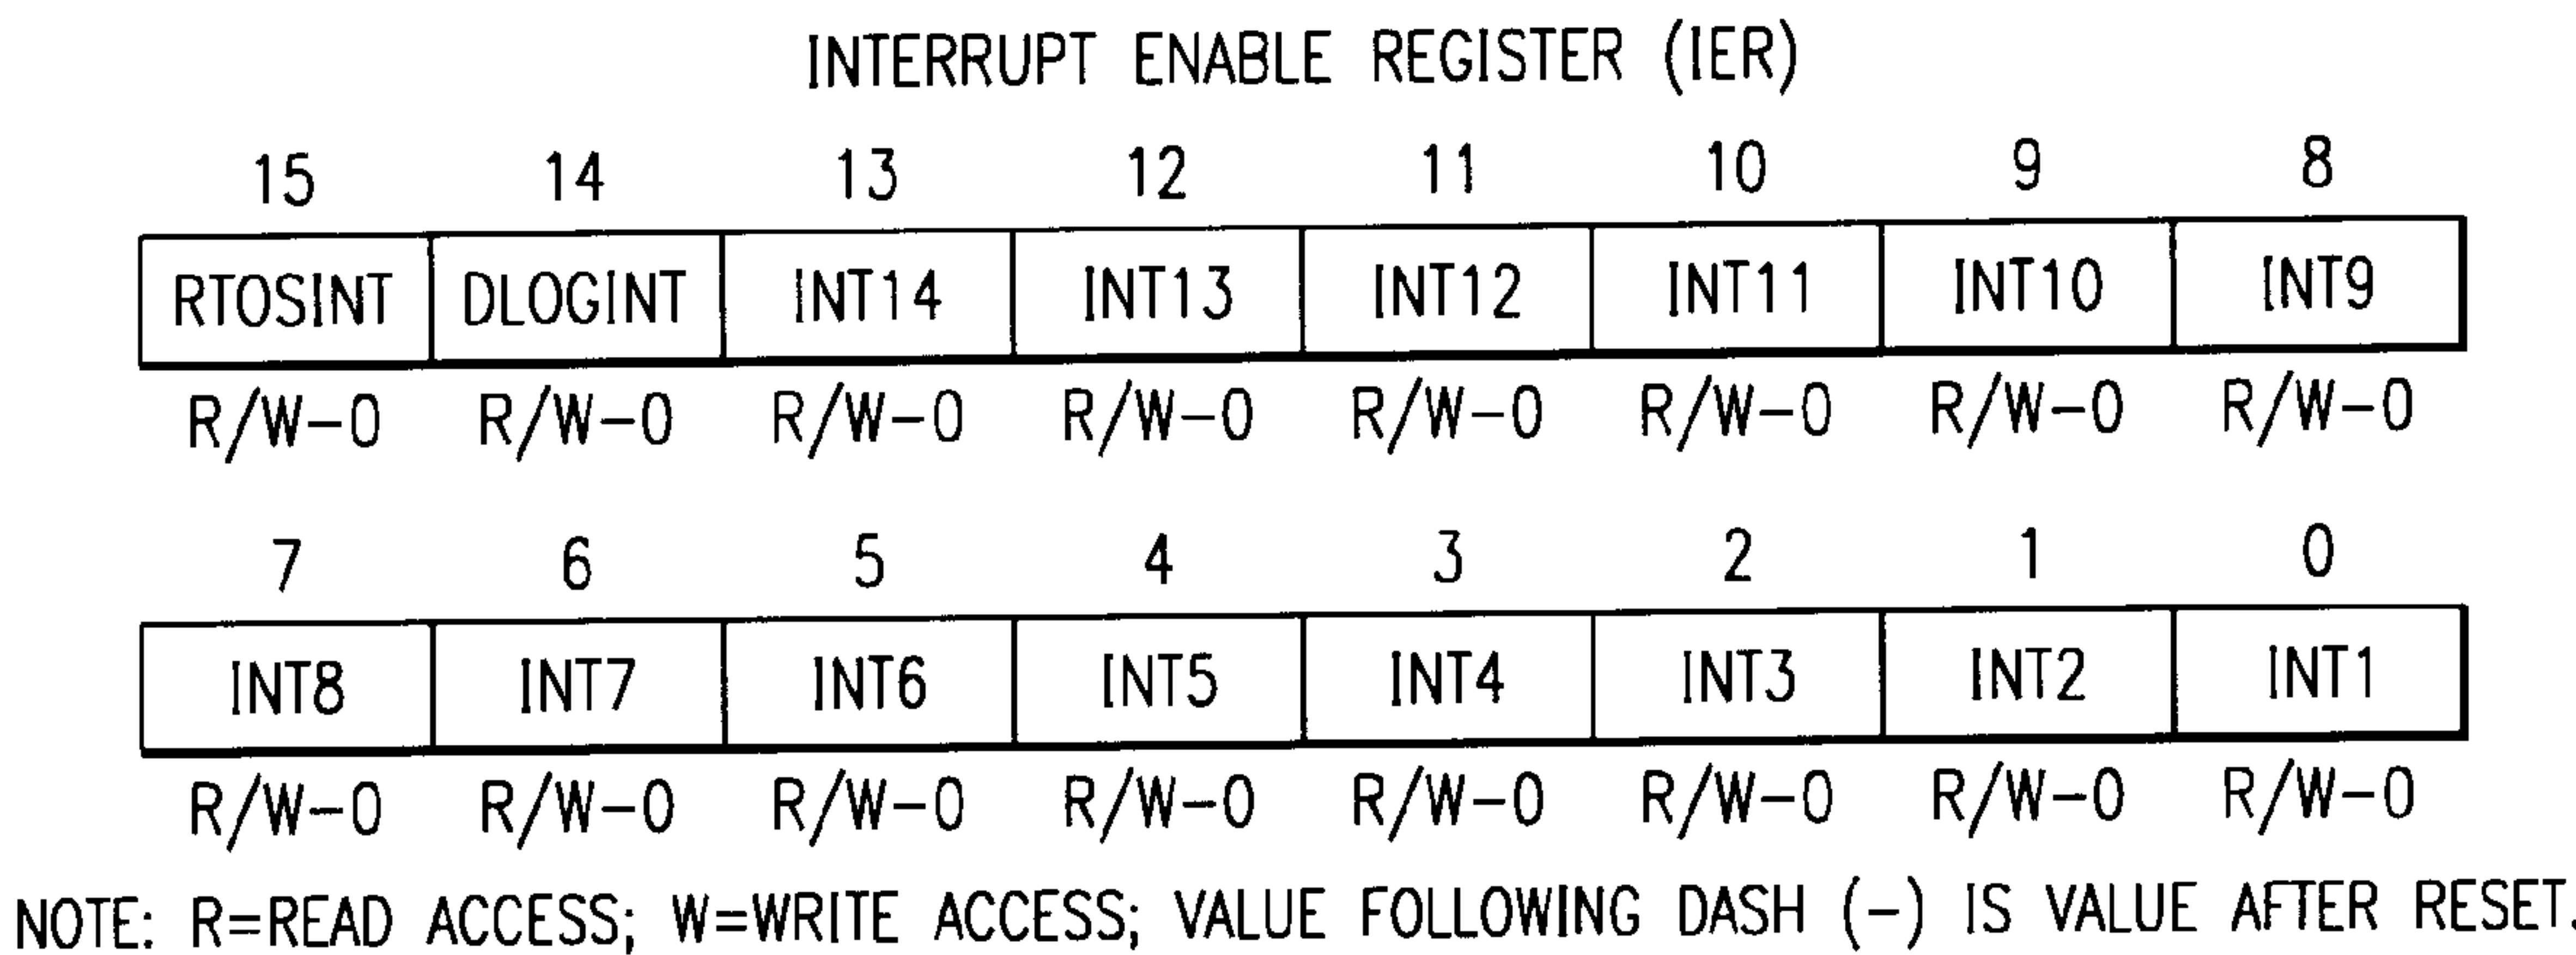 INTERRUPT ENABLE REGISTER (IER)
15 14 13 12 11 10 9 8
RTOSINT DLOGINT INT14 INT13 INT12 INT11 INT10 INT9
R/W-0 R/W-0 R/W-0 R/W-0 R/W-0 R/W-0 R/W-0 R/W-0
7 6 5 4 3 2 1 0
INT8 INT7 INT6 INT5 INT4 INT3 INT2 INT1
R/W-0 R/W-0 R/W-0 R/W-0 R/W-0 R/W-0 R/W-0 R/W-0
NOTE: R=READ ACCESS; W=WRITE ACCESS; VALUE FOLLOWING DASH (-) IS VALUE AFTER RESET.